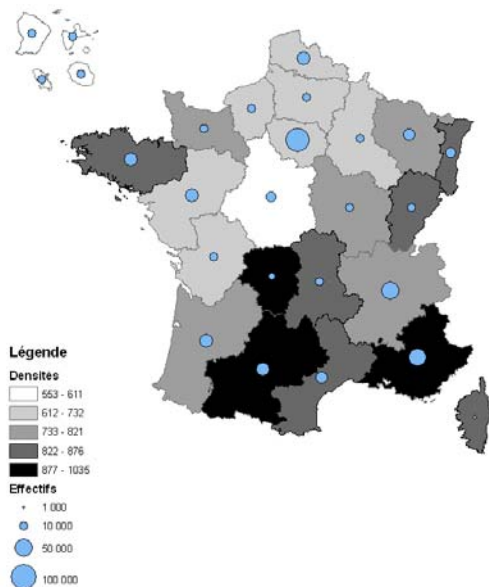 Légende
Densités
553 - 611
612 - 732
733 - 821
822 - 876
877 - 1035
Effectifs
1 000
10 000
50 000
100 000